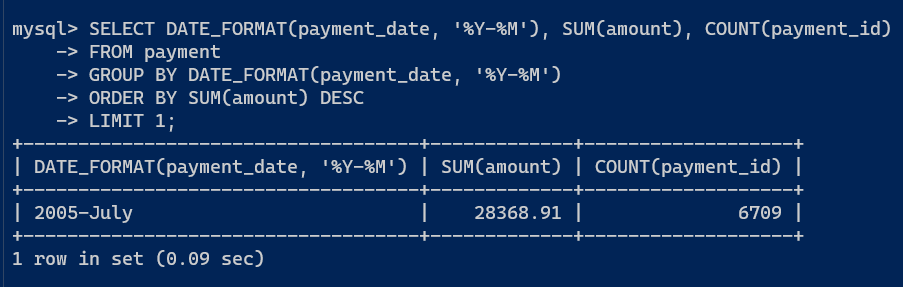 mysql> SELECT DATE_FORMAT(payment_date, '%Y-%M'), SUM(amount), COUNT(payment_id)
    -> FROM payment
    -> GROUP BY DATE_FORMAT(payment_date, '%Y-%M')
    -> ORDER BY SUM(amount) DESC
    -> LIMIT 1;
+------------------------------------+-------------+-------------------+
| DATE_FORMAT(payment_date, '%Y-%M') | SUM(amount) | COUNT(payment_id) |
+------------------------------------+-------------+-------------------+
| 2005-July                          |    28368.91 |              6709 |
+------------------------------------+-------------+-------------------+
1 row in set (0.09 sec)